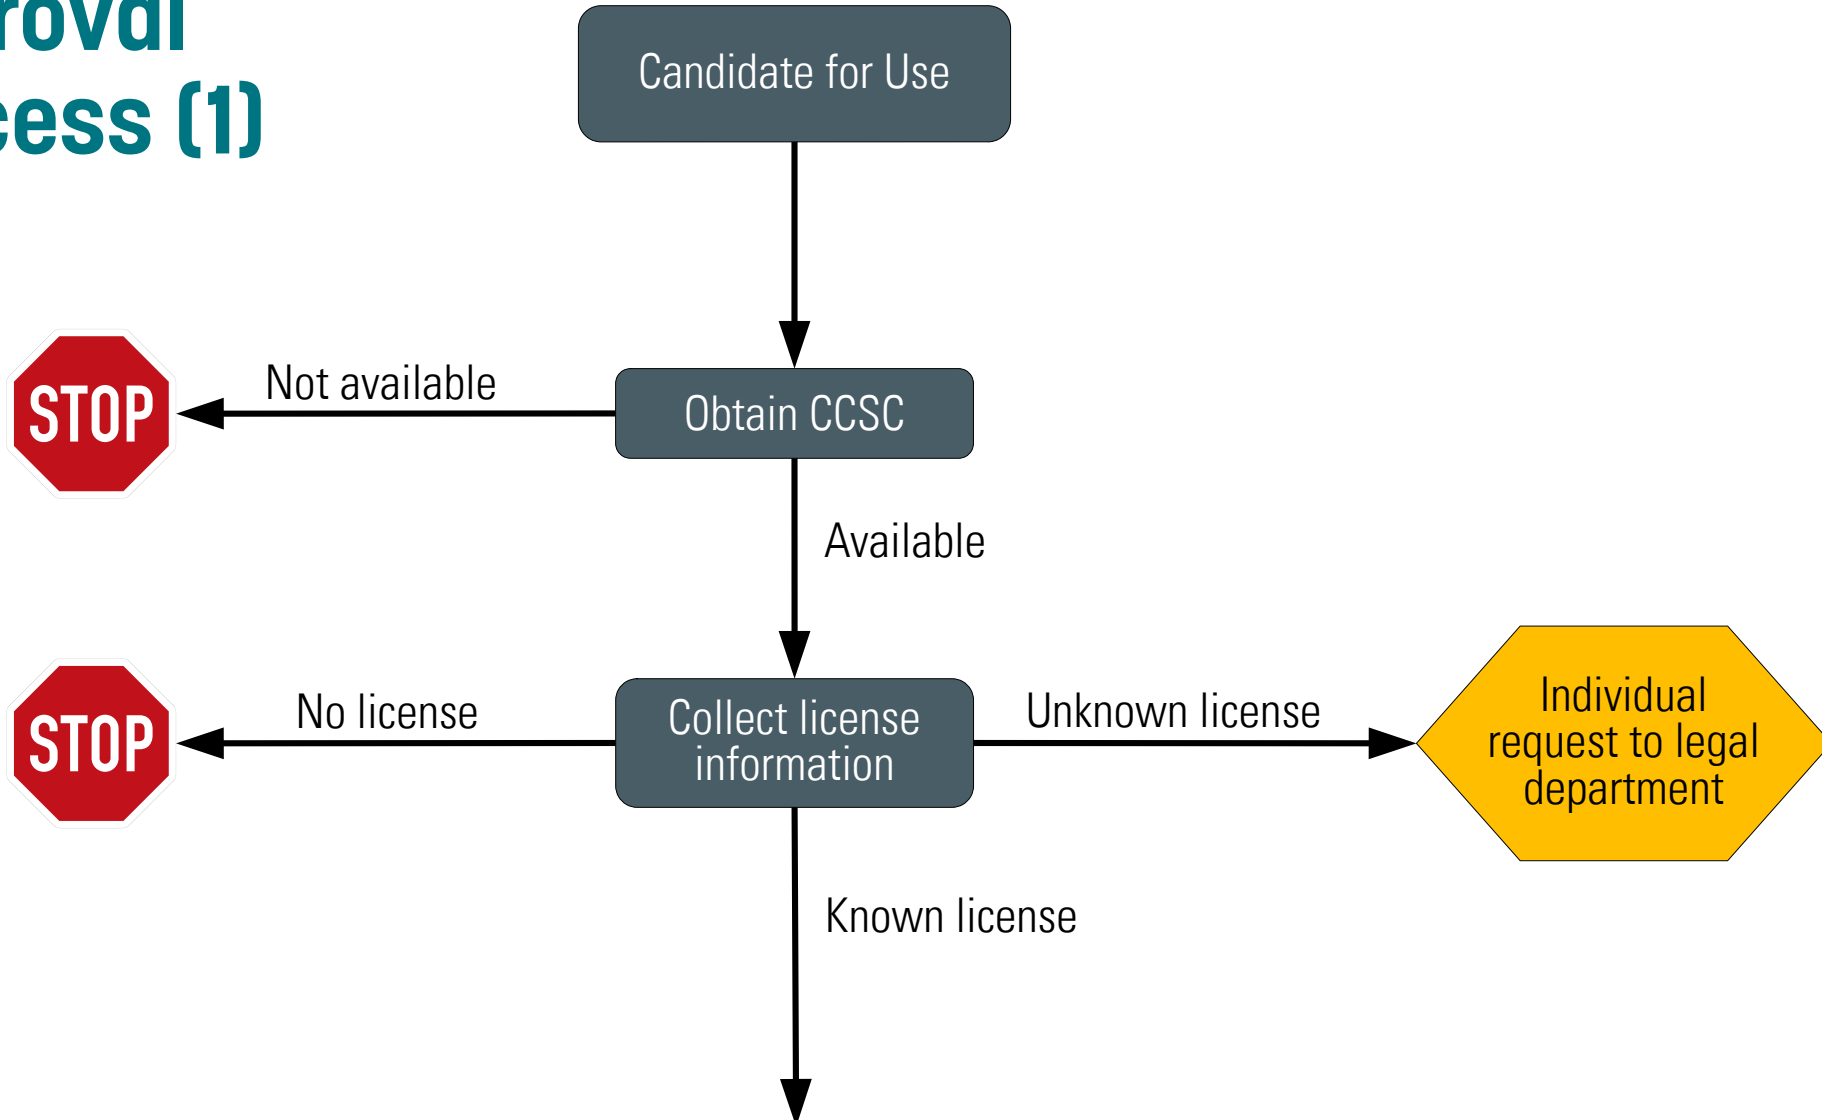 roval
cess (1)
Candidate for Use
STOP
Not available
Obtain CCSC
Available
STOP
No license
Collect license
information
Unknown license
Individual
request to legal
department
Known license